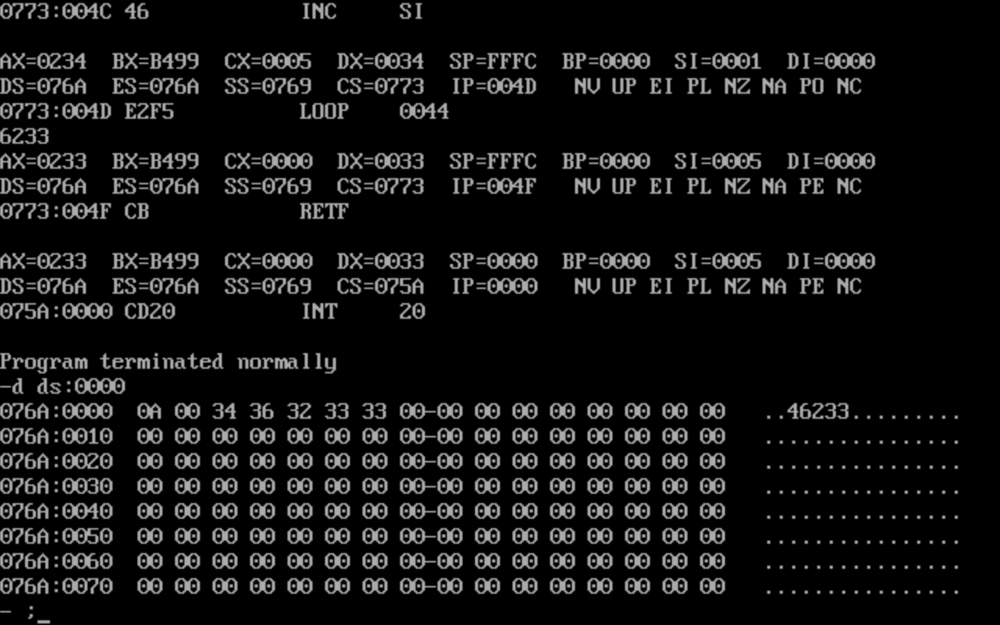 0773:004C 46            INC     SI

AX=0234  BX=B499  CX=0005  DX=0034  SP=FFFC  BP=0000  SI=0001  DI=0000
DS=076A  ES=076A  SS=0769  CS=0773  IP=004D   NV UP EI PL NZ NA PO NC
0773:004D E2F5          LOOP    0044
6233
AX=0233  BX=B499  CX=0000  DX=0033  SP=FFFC  BP=0000  SI=0005  DI=0000
DS=076A  ES=076A  SS=0769  CS=0773  IP=004F   NV UP EI PL NZ NA PE NC
0773:004F CB            RETF

AX=0233  BX=B499  CX=0000  DX=0033  SP=0000  BP=0000  SI=0005  DI=0000
DS=076A  ES=076A  SS=0769  CS=075A  IP=0000   NV UP EI PL NZ NA PE NC
075A:0000 CD20          INT     20

Program terminated normally
-d ds:0000
076A:0000  0A 00 34 36 32 33 33 00-00 00 00 00 00 00 00 00   ..46233.........
076A:0010  00 00 00 00 00 00 00 00-00 00 00 00 00 00 00 00   ................
076A:0020  00 00 00 00 00 00 00 00-00 00 00 00 00 00 00 00   ................
076A:0030  00 00 00 00 00 00 00 00-00 00 00 00 00 00 00 00   ................
076A:0040  00 00 00 00 00 00 00 00-00 00 00 00 00 00 00 00   ................
076A:0050  00 00 00 00 00 00 00 00-00 00 00 00 00 00 00 00   ................
076A:0060  00 00 00 00 00 00 00 00-00 00 00 00 00 00 00 00   ................
076A:0070  00 00 00 00 00 00 00 00-00 00 00 00 00 00 00 00   ................
- ;_